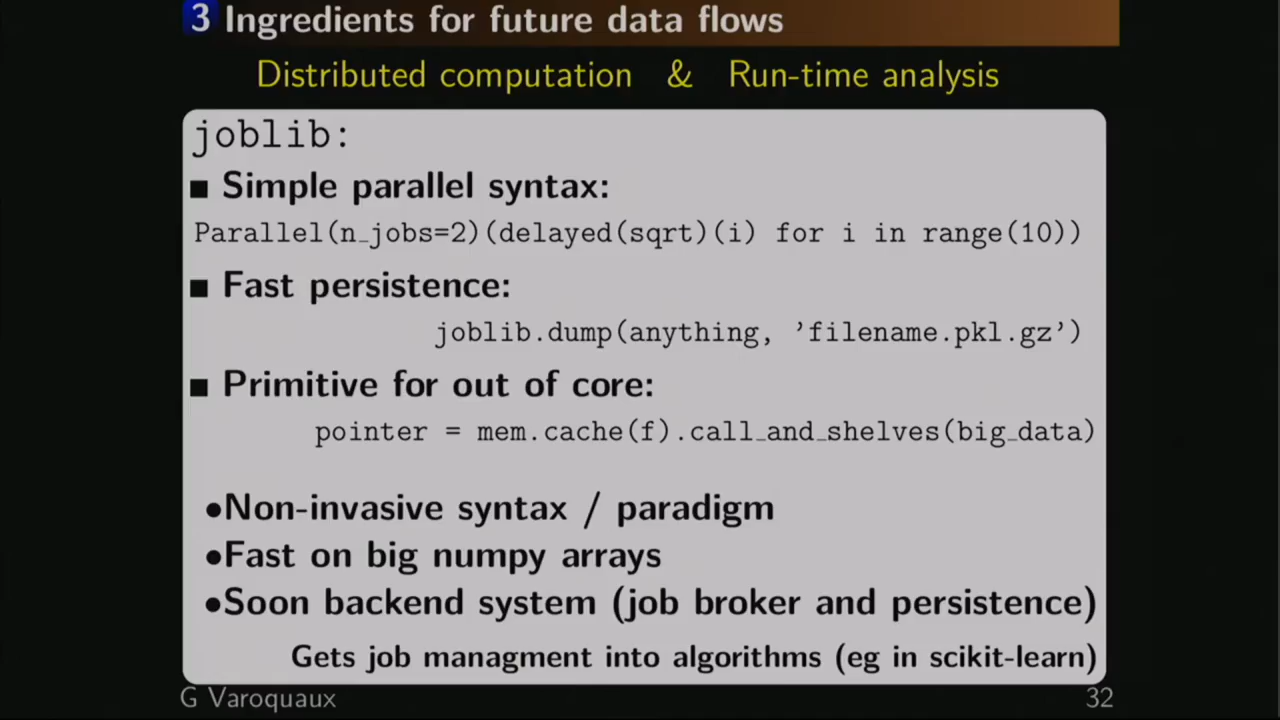 3 Ingredients for future data flows
Distributed computation & Run-time analysis
joblib:
■ Simple parallel syntax:
Parallel(n_jobs=2)(delayed(sqrt)(i) for i in range(10))
■ Fast persistence:
joblib.dump(anything, ’filename.pkl.gz’)
■ Primitive for out of core:
pointer = mem.cache(f).call_and_shelves(big_data)
•Non-invasive syntax / paradigm
•Fast on big numpy arrays
•Soon backend system (job broker and persistence)
Gets job managment into algorithms (eg in scikit-learn)
G Varoquaux 32